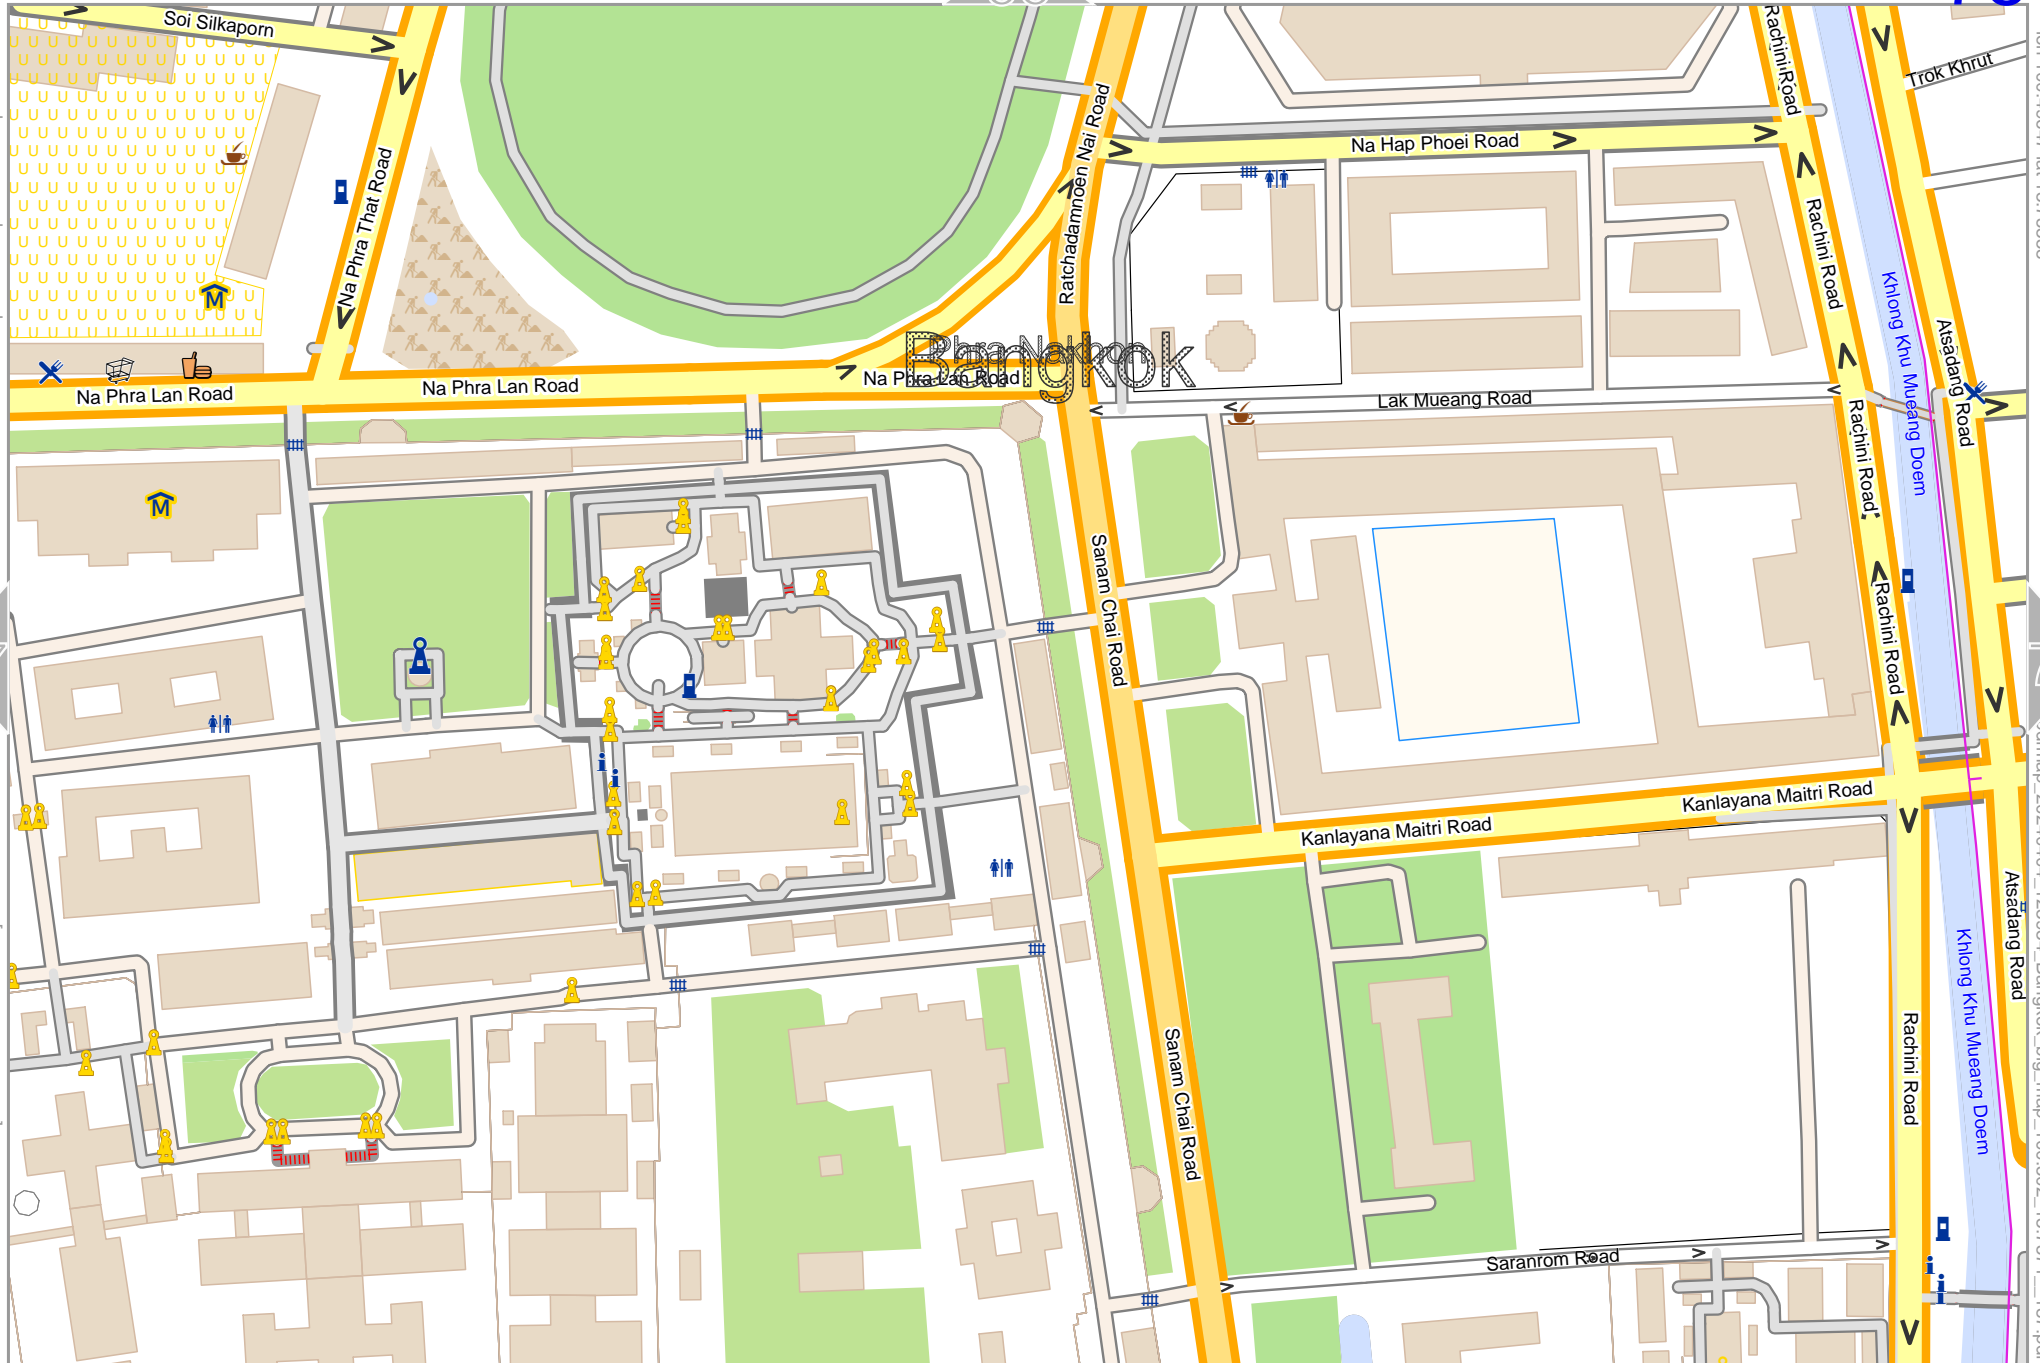 Soi Silkaporn
Rachini Road
Trok Khrut
Na Hap Phoei Road
Ratchadamnoen Nai Road
Na Phra That Road
Rachini Road
Khlong Khu Mueang Doem
Atsadang Road
Bangkok
Phra Nakhon
Na Phra Lan Road
Na Phra Lan Road
Na Phra Lan Road
Lak Mueang Road
Rachini Road
M
M
Sanam Chai Road
Rachini Road
Kanlayana Maitri Road
Kanlayana Maitri Road
Atsadang Road
Khlong Khu Mueang Doem
Rachini Road
Sanam Chai Road
Saranrom Road